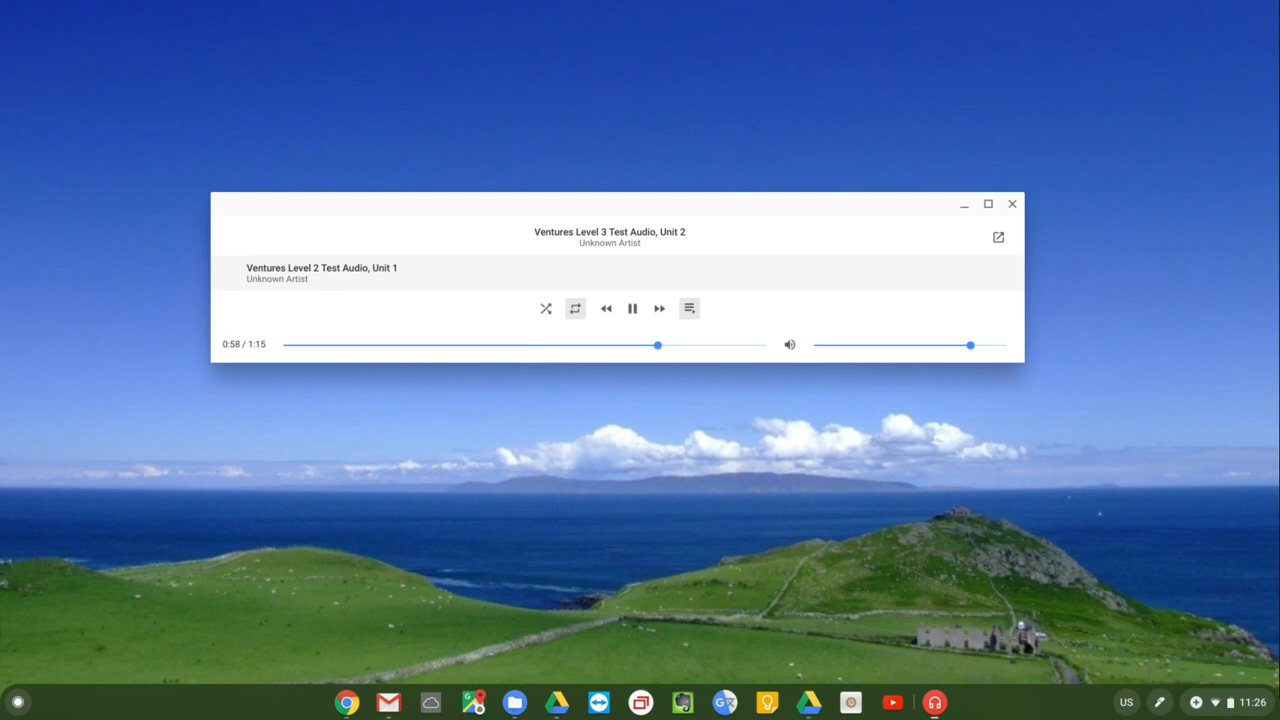 Ventures Level 3 Test Audio, Unit 2
Unknown Artist
Ventures Level 2 Test Audio, Unit 1
Unknown Artist
0:58 / 1:15
US
11:26